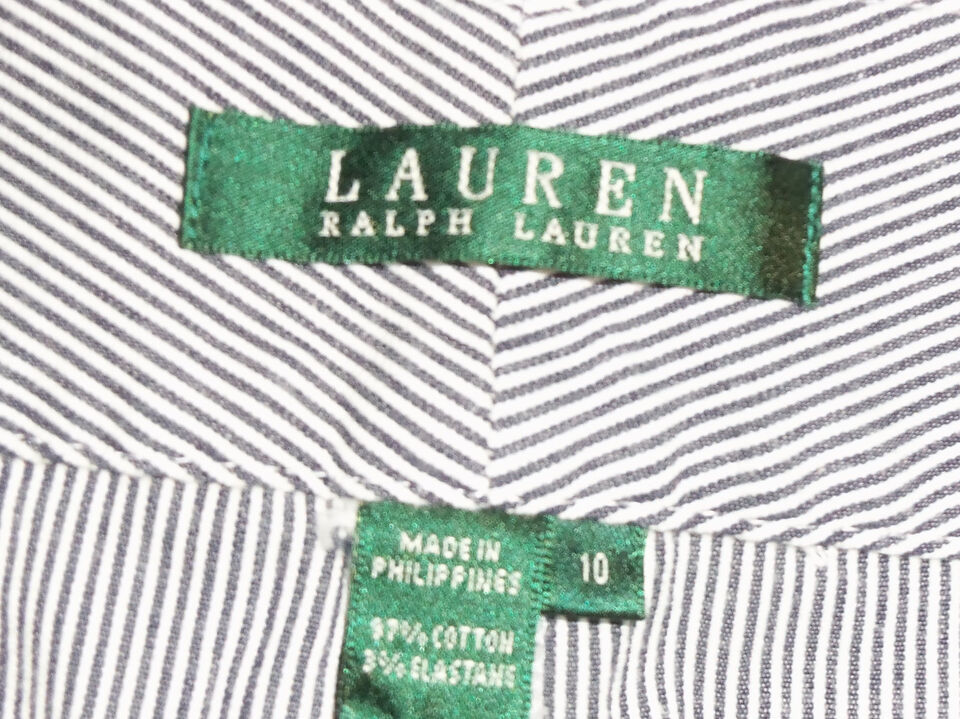 LAUREN
RALPH LAUREN
MADE IN
PHILIPPINES
10
97% COTTON
3% ELASTANE